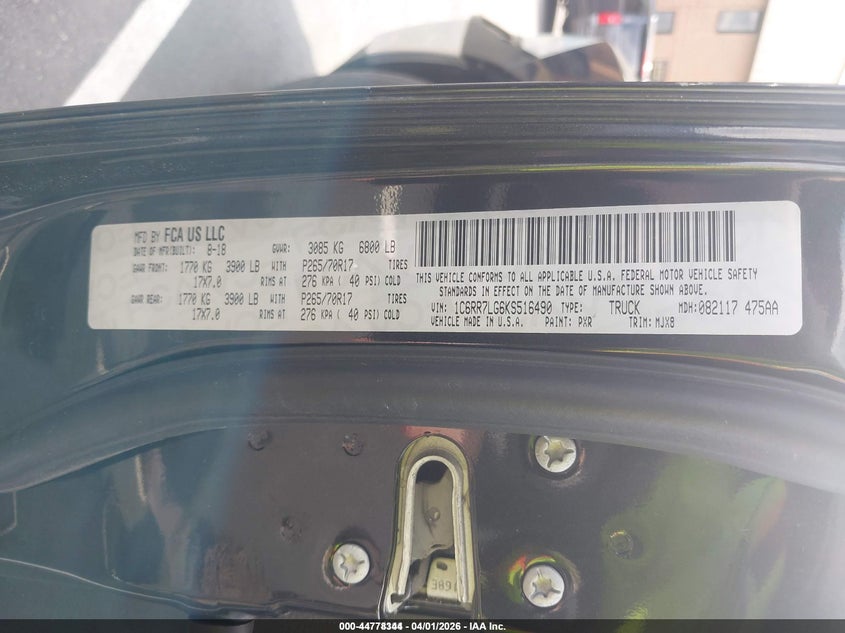 MFD BY FCA US LLC
DATE OF MFR(BUILT): 8-18 GVWR: 3085 KG 6800 LB
GAWR FRONT: 1770 KG 3900 LB WITH P265/70R17 TIRES
17X7.0 RIMS AT 276 KPA ( 40 PSI) COLD
GAWR REAR: 1770 KG 3900 LB WITH P265/70R17 TIRES
17X7.0 RIMS AT 276 KPA ( 40 PSI) COLD
THIS VEHICLE CONFORMS TO ALL APPLICABLE U.S.A. FEDERAL MOTOR VEHICLE SAFETY
STANDARDS IN EFFECT ON THE DATE OF MANUFACTURE SHOWN ABOVE.
VIN: 1C6RR7LG6KS516490 TYPE: TRUCK MDH:082117 475AA
VEHICLE MADE IN U.S.A. PAINT: PXR TRIM: MJX8
000-44778344 - 04/01/2026 - IAA Inc.